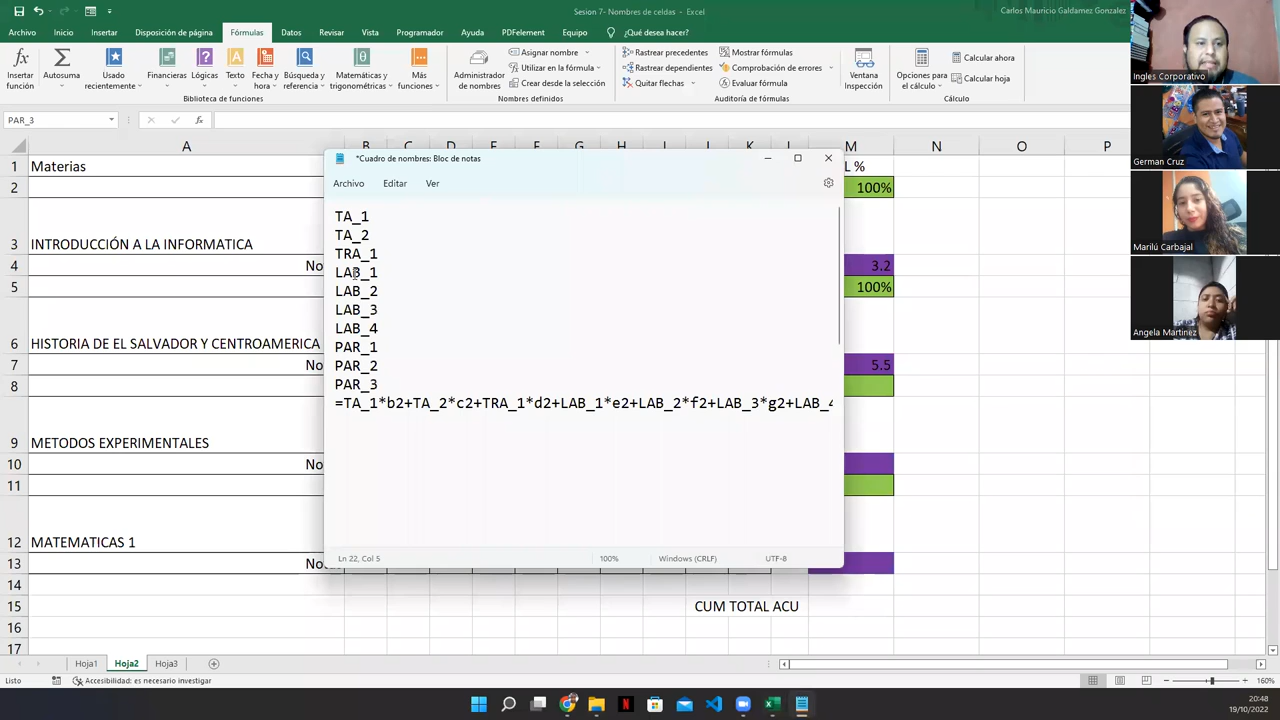 Sesion 7- Nombres de celdas - Excel
Carlos Mauricio Galdamez Gonzalez
Archivo Inicio Insertar Disposición de página Fórmulas Datos Revisar Vista Programador Ayuda PDFelement Equipo ¿Qué desea hacer?
Insertar función
Autosuma
Usado recientemente
Financieras
Lógicas
Texto
Fecha y hora
Búsqueda y referencia
Matemáticas y trigonométricas
Más funciones
Biblioteca de funciones
Administrador de nombres
Asignar nombre
Utilizar en la fórmula
Crear desde la selección
Nombres definidos
Rastrear precedentes
Rastrear dependientes
Quitar flechas
Mostrar fórmulas
Comprobación de errores
Evaluar fórmula
Auditoría de fórmulas
Ventana Inspección
Opciones para el cálculo
Calcular ahora
Calcular hoja
Cálculo
PAR_3
fx
A B C D E F G H M N O P
1 Materias L %
2 100%
3 INTRODUCCIÓN A LA INFORMATICA
4 No 3.2
5 100%
6 HISTORIA DE EL SALVADOR Y CENTROAMERICA
7 No 5.5
8
9 METODOS EXPERIMENTALES
10 No
11
12 MATEMATICAS 1
13
14
15 CUM TOTAL ACU
16
17
*Cuadro de nombres: Bloc de notas
Archivo Editar Ver
TA_1
TA_2
TRA_1
LAB_1
LAB_2
LAB_3
LAB_4
PAR_1
PAR_2
PAR_3
=TA_1*b2+TA_2*c2+TRA_1*d2+LAB_1*e2+LAB_2*f2+LAB_3*g2+LAB_4
Ln 22, Col 5 100% Windows (CRLF) UTF-8
Ingles Corporativo
German Cruz
Marilú Carbajal
Angela Martinez
Hoja1 Hoja2 Hoja3
Listo Accesibilidad: es necesario investigar 160%
20:48
19/10/2022